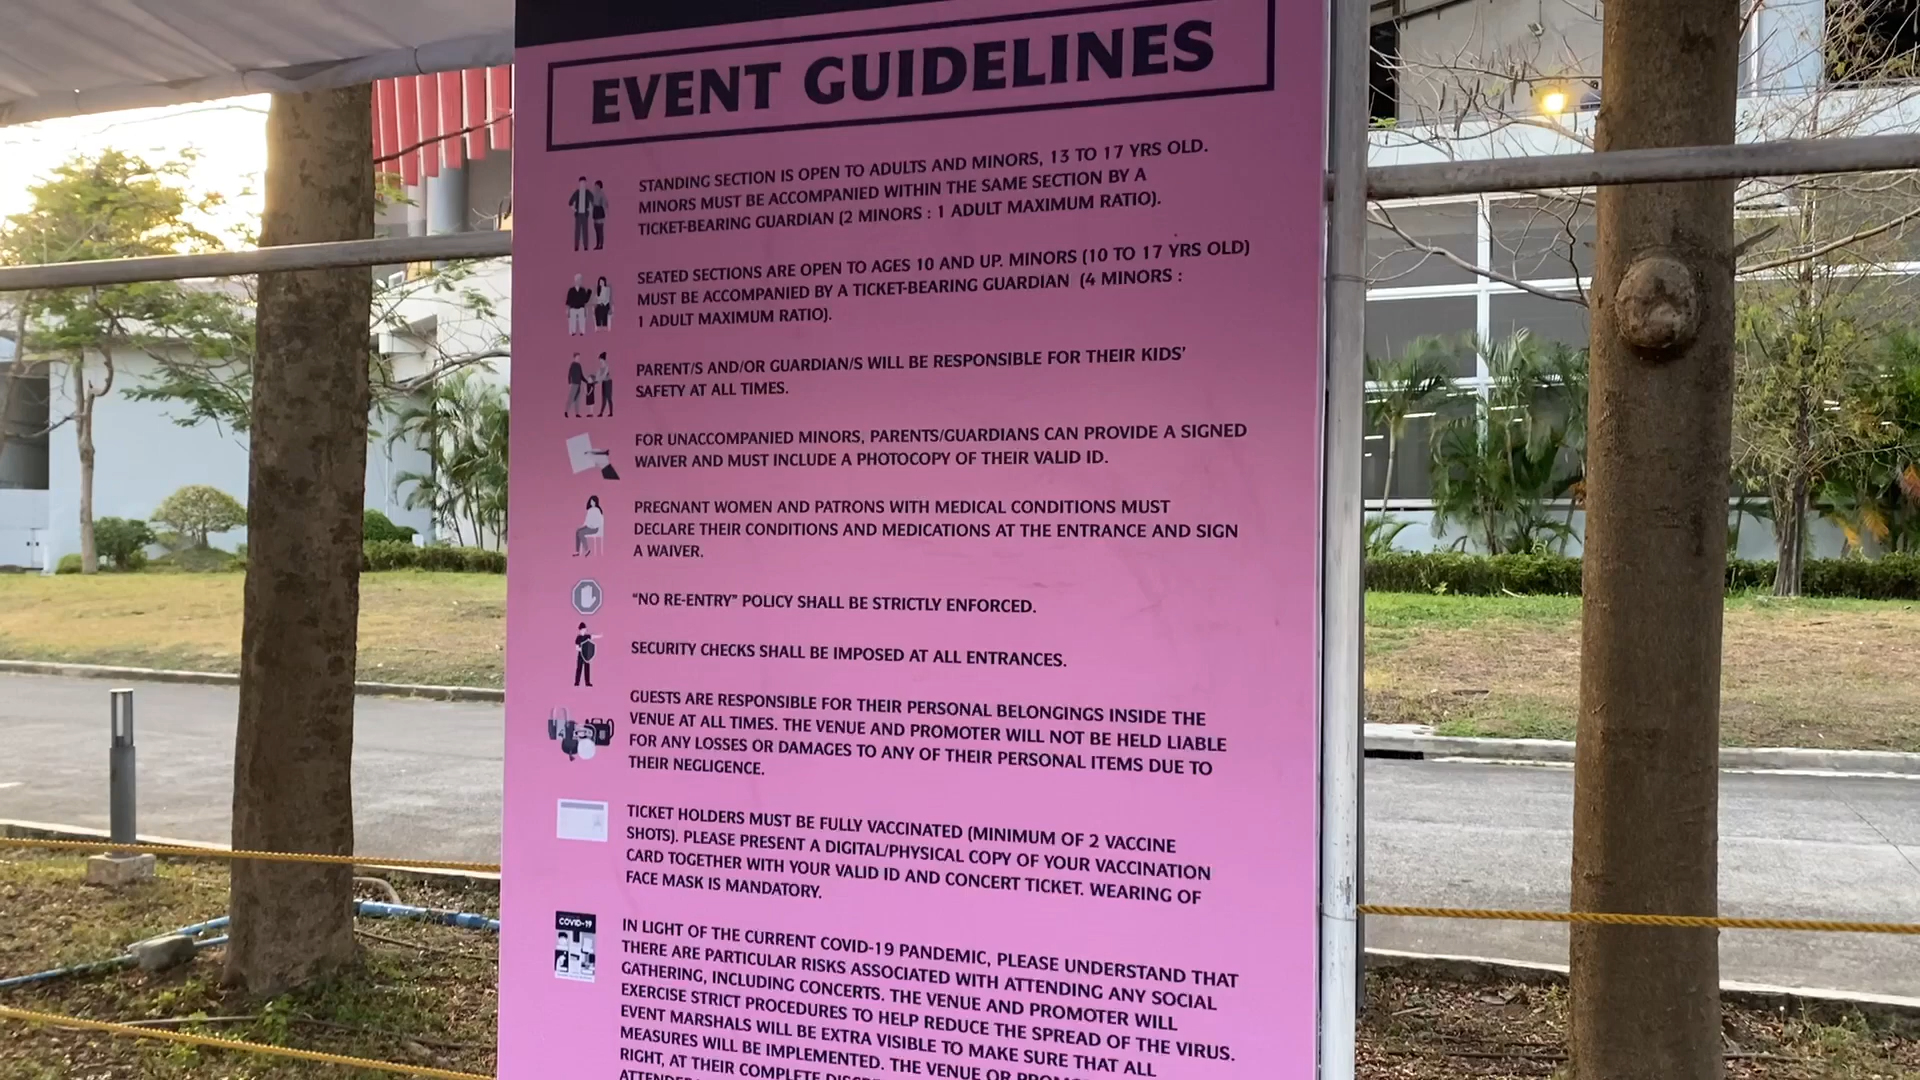 EVENT GUIDELINES
STANDING SECTION IS OPEN TO ADULTS AND MINORS, 13 TO 17 YRS OLD.
MINORS MUST BE ACCOMPANIED WITHIN THE SAME SECTION BY A
TICKET-BEARING GUARDIAN (2 MINORS : 1 ADULT MAXIMUM RATIO).
SEATED SECTIONS ARE OPEN TO AGES 10 AND UP. MINORS (10 TO 17 YRS OLD)
MUST BE ACCOMPANIED BY A TICKET-BEARING GUARDIAN (4 MINORS :
1 ADULT MAXIMUM RATIO).
PARENT/S AND/OR GUARDIAN/S WILL BE RESPONSIBLE FOR THEIR KIDS'
SAFETY AT ALL TIMES.
FOR UNACCOMPANIED MINORS, PARENTS/GUARDIANS CAN PROVIDE A SIGNED
WAIVER AND MUST INCLUDE A PHOTOCOPY OF THEIR VALID ID.
PREGNANT WOMEN AND PATRONS WITH MEDICAL CONDITIONS MUST
DECLARE THEIR CONDITIONS AND MEDICATIONS AT THE ENTRANCE AND SIGN
A WAIVER.
"NO RE-ENTRY" POLICY SHALL BE STRICTLY ENFORCED.
SECURITY CHECKS SHALL BE IMPOSED AT ALL ENTRANCES.
GUESTS ARE RESPONSIBLE FOR THEIR PERSONAL BELONGINGS INSIDE THE
VENUE AT ALL TIMES. THE VENUE AND PROMOTER WILL NOT BE HELD LIABLE
FOR ANY LOSSES OR DAMAGES TO ANY OF THEIR PERSONAL ITEMS DUE TO
THEIR NEGLIGENCE.
TICKET HOLDERS MUST BE FULLY VACCINATED (MINIMUM OF 2 VACCINE
SHOTS). PLEASE PRESENT A DIGITAL/PHYSICAL COPY OF YOUR VACCINATION
CARD TOGETHER WITH YOUR VALID ID AND CONCERT TICKET. WEARING OF
FACE MASK IS MANDATORY.
COVID-19
IN LIGHT OF THE CURRENT COVID-19 PANDEMIC, PLEASE UNDERSTAND THAT
THERE ARE PARTICULAR RISKS ASSOCIATED WITH ATTENDING ANY SOCIAL
GATHERING, INCLUDING CONCERTS. THE VENUE AND PROMOTER WILL
EXERCISE STRICT PROCEDURES TO HELP REDUCE THE SPREAD OF THE VIRUS.
EVENT MARSHALS WILL BE EXTRA VISIBLE TO MAKE SURE THAT ALL
MEASURES WILL BE IMPLEMENTED. THE VENUE OR
RIGHT, AT THEIR COMPLETE